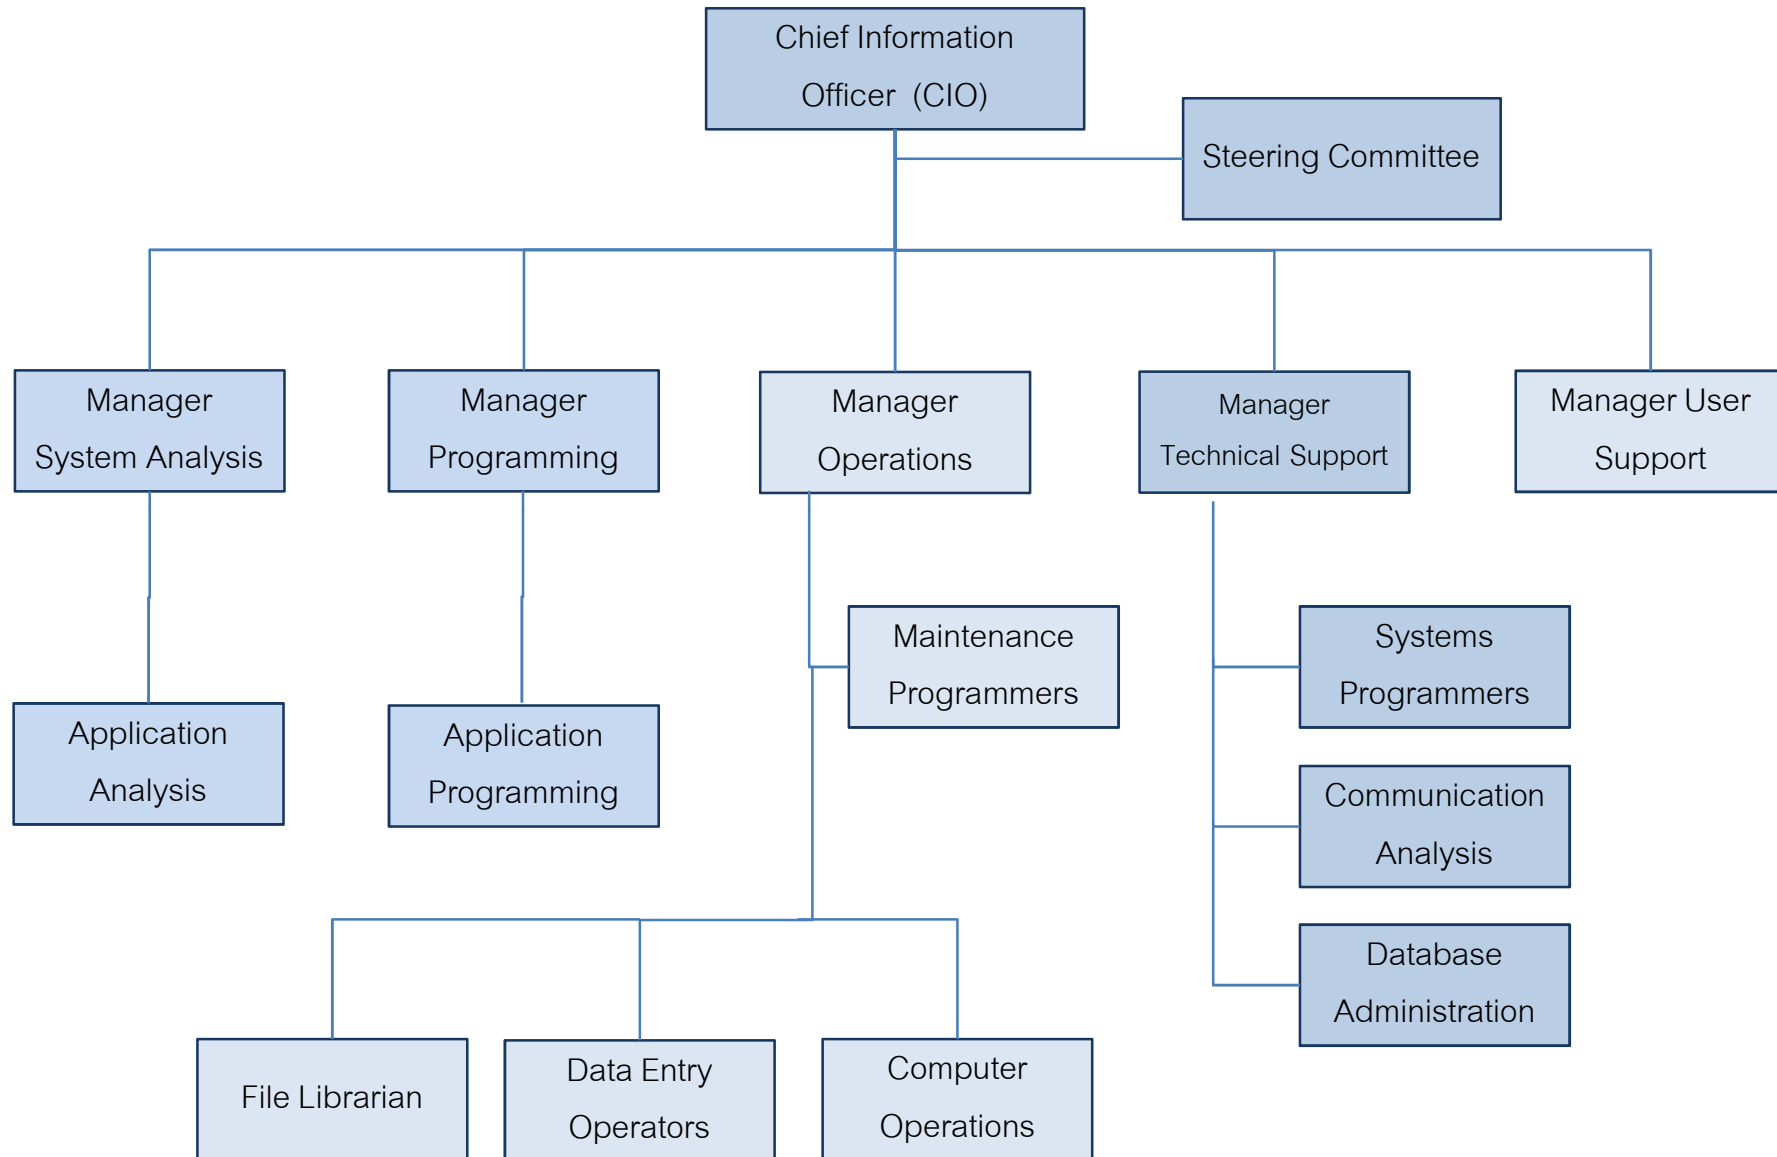 Chief Information
Officer  (CIO)
Steering Committee
Manager
System Analysis
Manager
Programming
Manager
Operations
Manager
Technical Support
Manager User
Support
Maintenance
Programmers
Systems
Programmers
Application
Analysis
Application
Programming
Communication
Analysis
Database
Administration
File Librarian
Data Entry
Operators
Computer
Operations